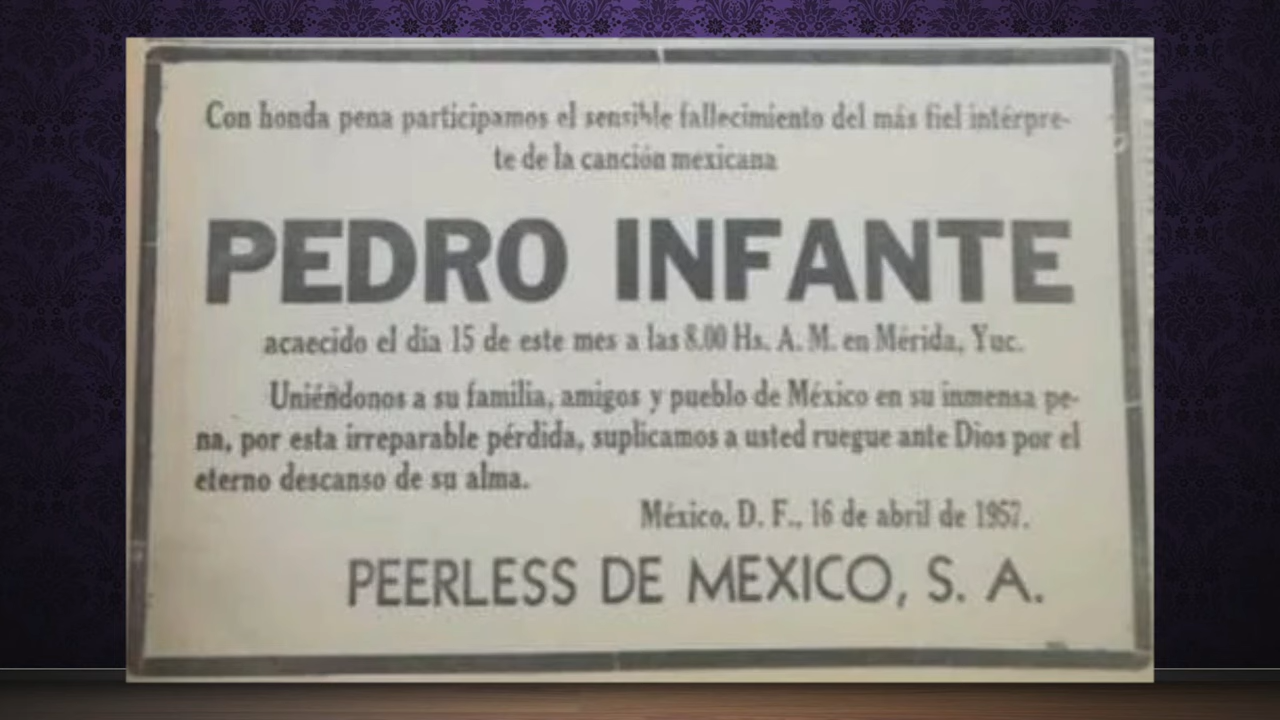 Con honda pena participamos el sensible fallecimiento del más fiel intérpre-
te de la canción mexicana
PEDRO INFANTE
acaecido el dia 15 de este mes a las 8.00 Hs. A. M. en Mérida, Yuc.
Uniéndonos a su familia, amigos y pueblo de México en su inmensa pe-
na, por esta irreparable pérdida, suplicamos a usted ruegue ante Dios por el
eterno descanso de su alma.
México, D. F., 16 de abril de 1957.
PEERLESS DE MEXICO, S. A.